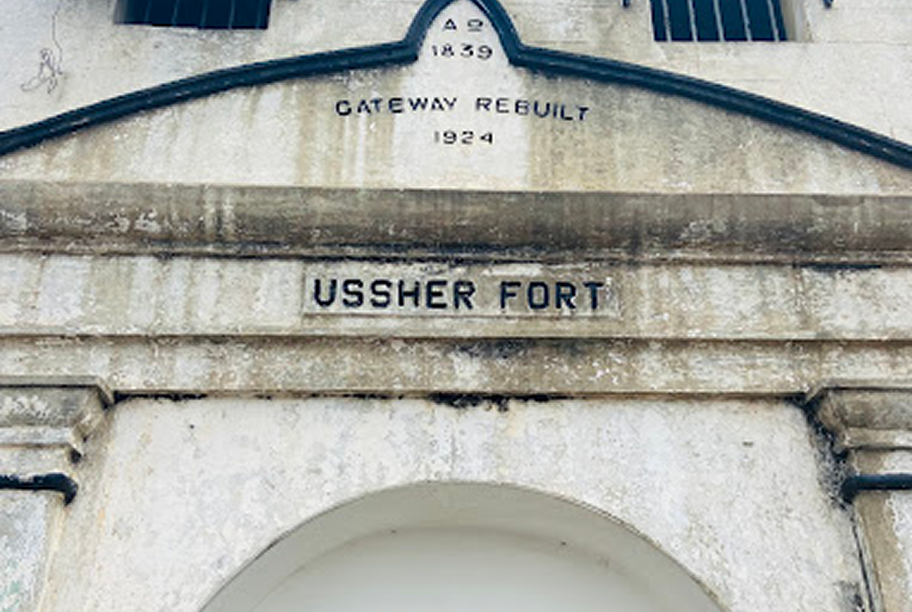 Aº
1839
GATEWAY REBUILT
1924
USSHER FORT